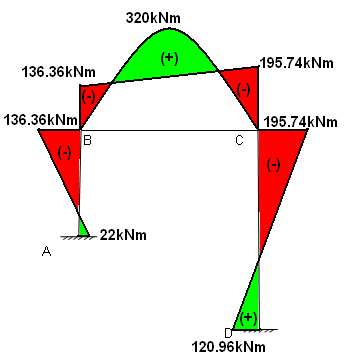 320kNm
(+)
136.36kNm
195.74kNm
(-)
(-)
136.36kNm
195.74kNm
B
C
(-)
(-)
22kNm
A
(+)
D
120.96kNm